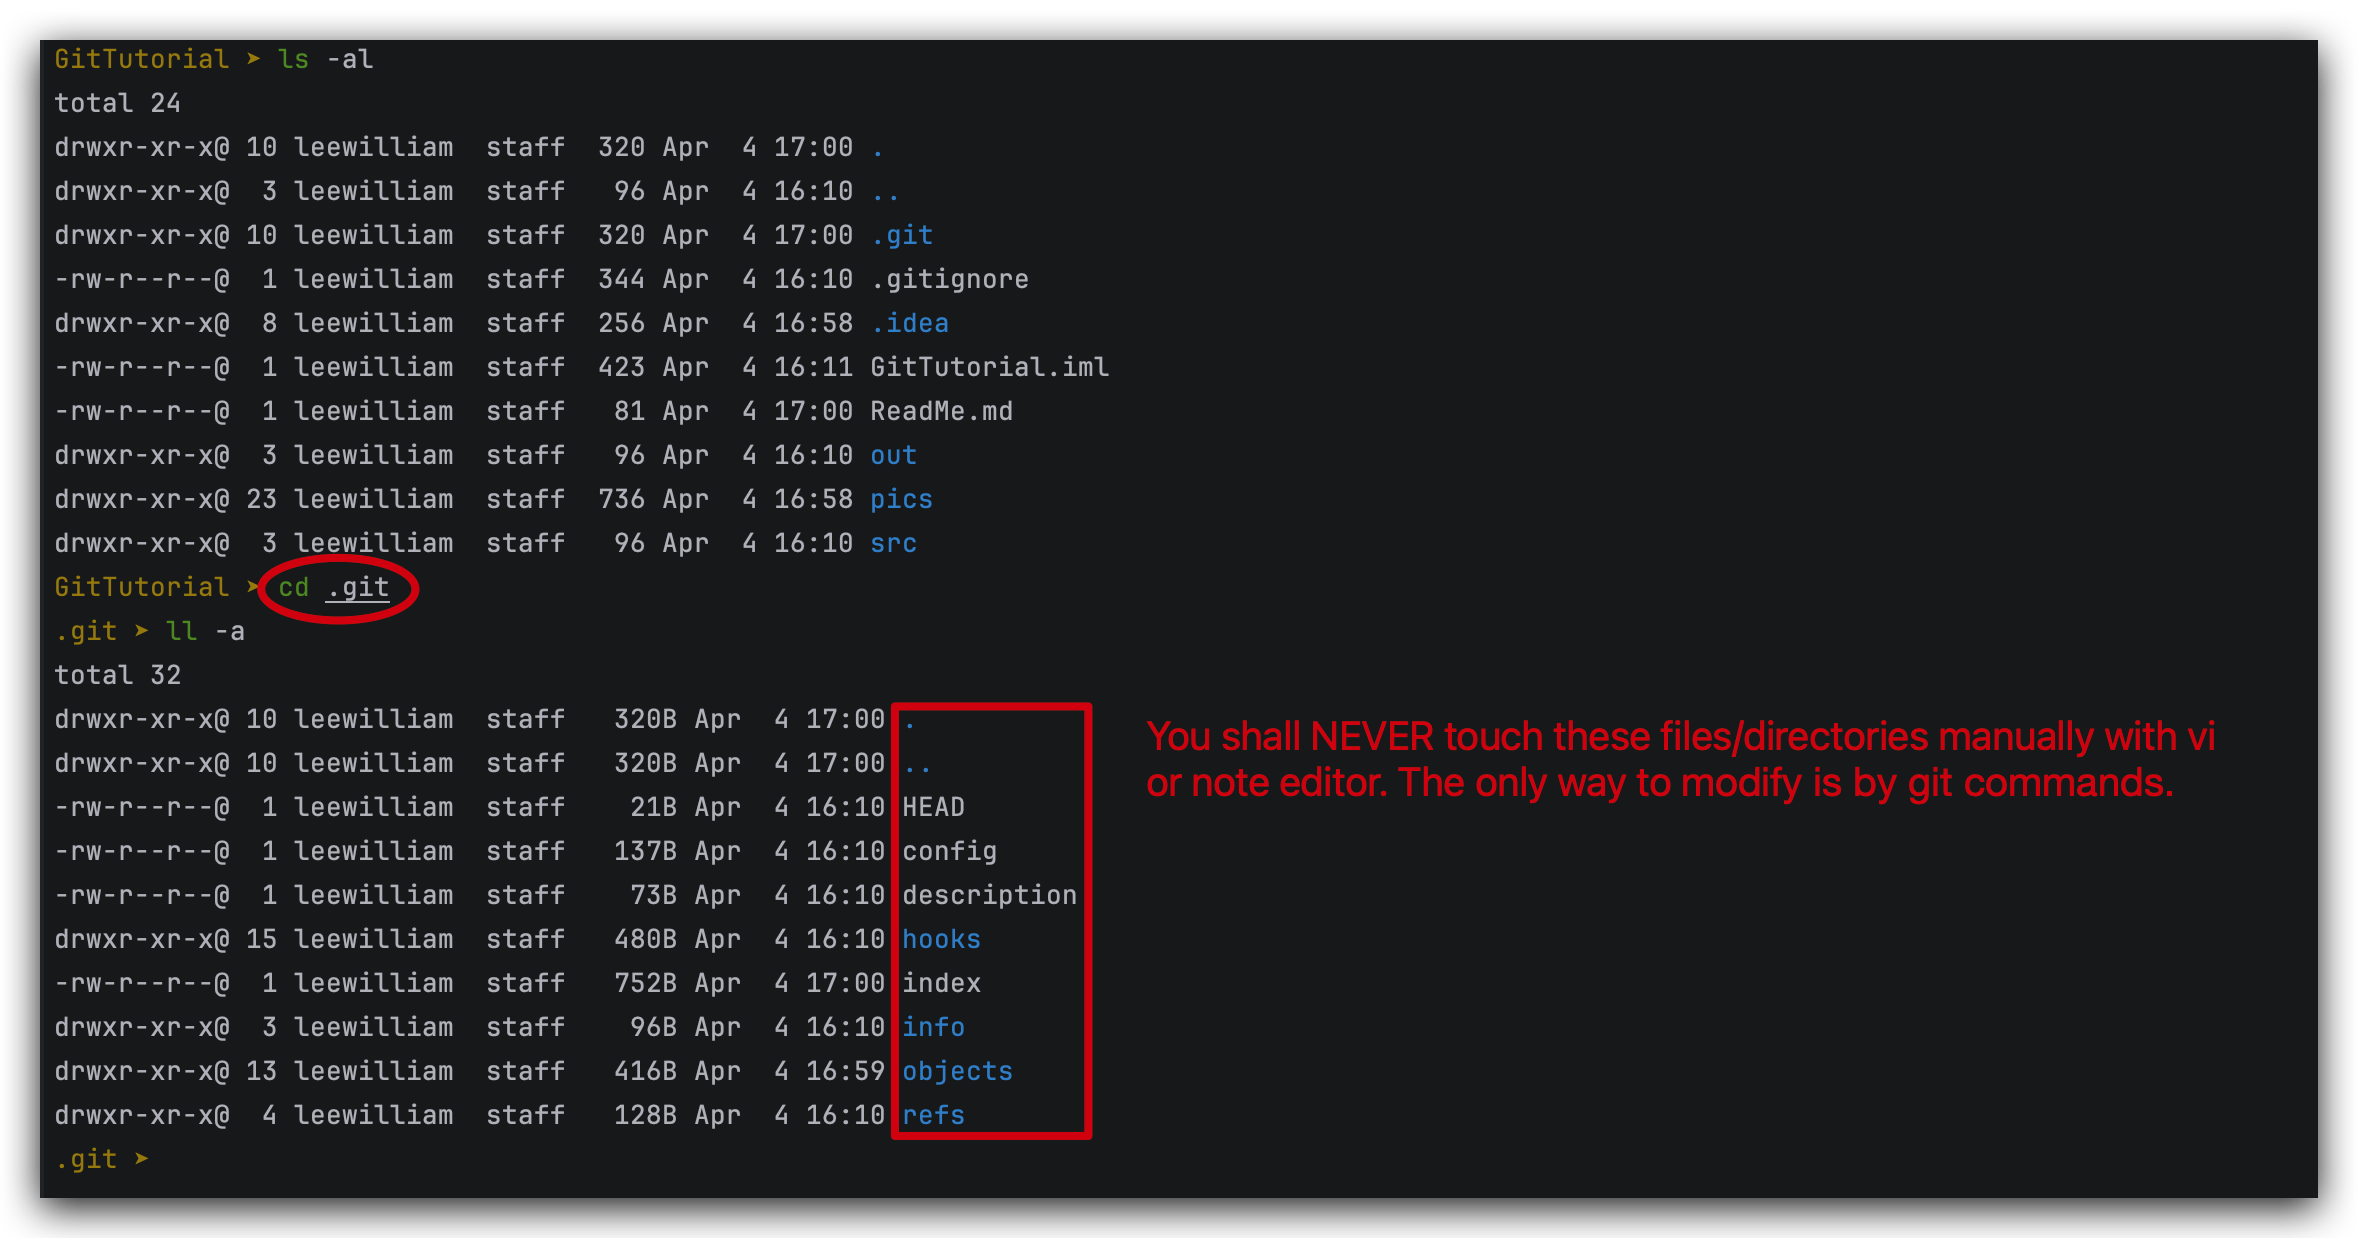 GitTutorial ➤ ls -al
total 24
drwxr-xr-x@ 10 leewilliam  staff  320 Apr  4 17:00 .
drwxr-xr-x@  3 leewilliam  staff   96 Apr  4 16:10 ..
drwxr-xr-x@ 10 leewilliam  staff  320 Apr  4 17:00 .git
-rw-r--r--@  1 leewilliam  staff  344 Apr  4 16:10 .gitignore
drwxr-xr-x@  8 leewilliam  staff  256 Apr  4 16:58 .idea
-rw-r--r--@  1 leewilliam  staff  423 Apr  4 16:11 GitTutorial.iml
-rw-r--r--@  1 leewilliam  staff   81 Apr  4 17:00 ReadMe.md
drwxr-xr-x@  3 leewilliam  staff   96 Apr  4 16:10 out
drwxr-xr-x@ 23 leewilliam  staff  736 Apr  4 16:58 pics
drwxr-xr-x@  3 leewilliam  staff   96 Apr  4 16:10 src
GitTutorial ➤ cd .git
.git ➤ ll -a
total 32
drwxr-xr-x@ 10 leewilliam  staff   320B Apr  4 17:00 .
drwxr-xr-x@ 10 leewilliam  staff   320B Apr  4 17:00 ..
-rw-r--r--@  1 leewilliam  staff    21B Apr  4 16:10 HEAD
-rw-r--r--@  1 leewilliam  staff   137B Apr  4 16:10 config
-rw-r--r--@  1 leewilliam  staff    73B Apr  4 16:10 description
drwxr-xr-x@ 15 leewilliam  staff   480B Apr  4 16:10 hooks
-rw-r--r--@  1 leewilliam  staff   752B Apr  4 17:00 index
drwxr-xr-x@  3 leewilliam  staff    96B Apr  4 16:10 info
drwxr-xr-x@ 13 leewilliam  staff   416B Apr  4 16:59 objects
drwxr-xr-x@  4 leewilliam  staff   128B Apr  4 16:10 refs
.git ➤
You shall NEVER touch these files/directories manually with vi
or note editor. The only way to modify is by git commands.